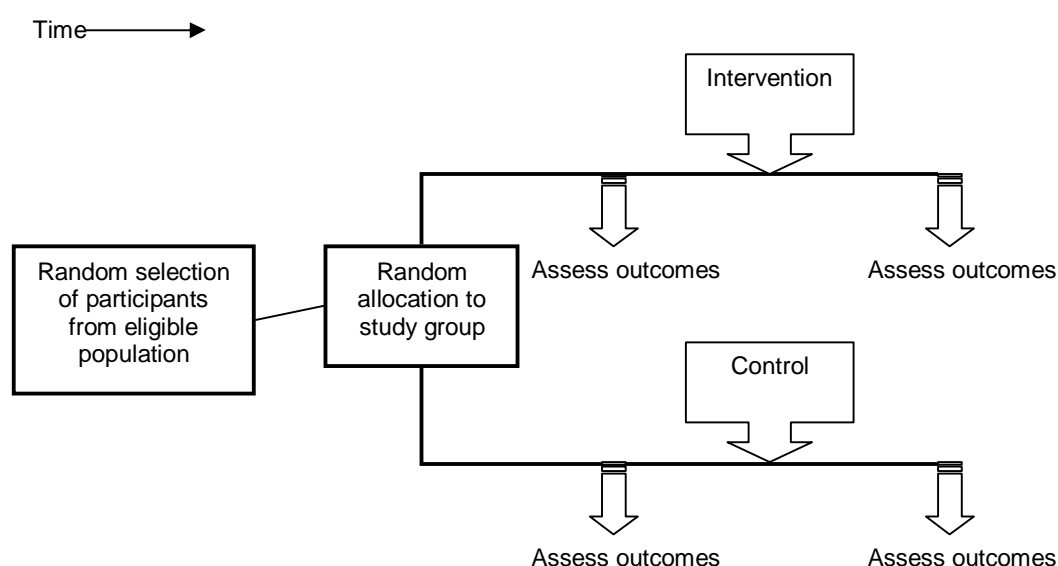 Time
Intervention
Assess outcomes
Assess outcomes
Random selection
of participants
from eligible
population
Random
allocation to
study group
Control
Assess outcomes
Assess outcomes